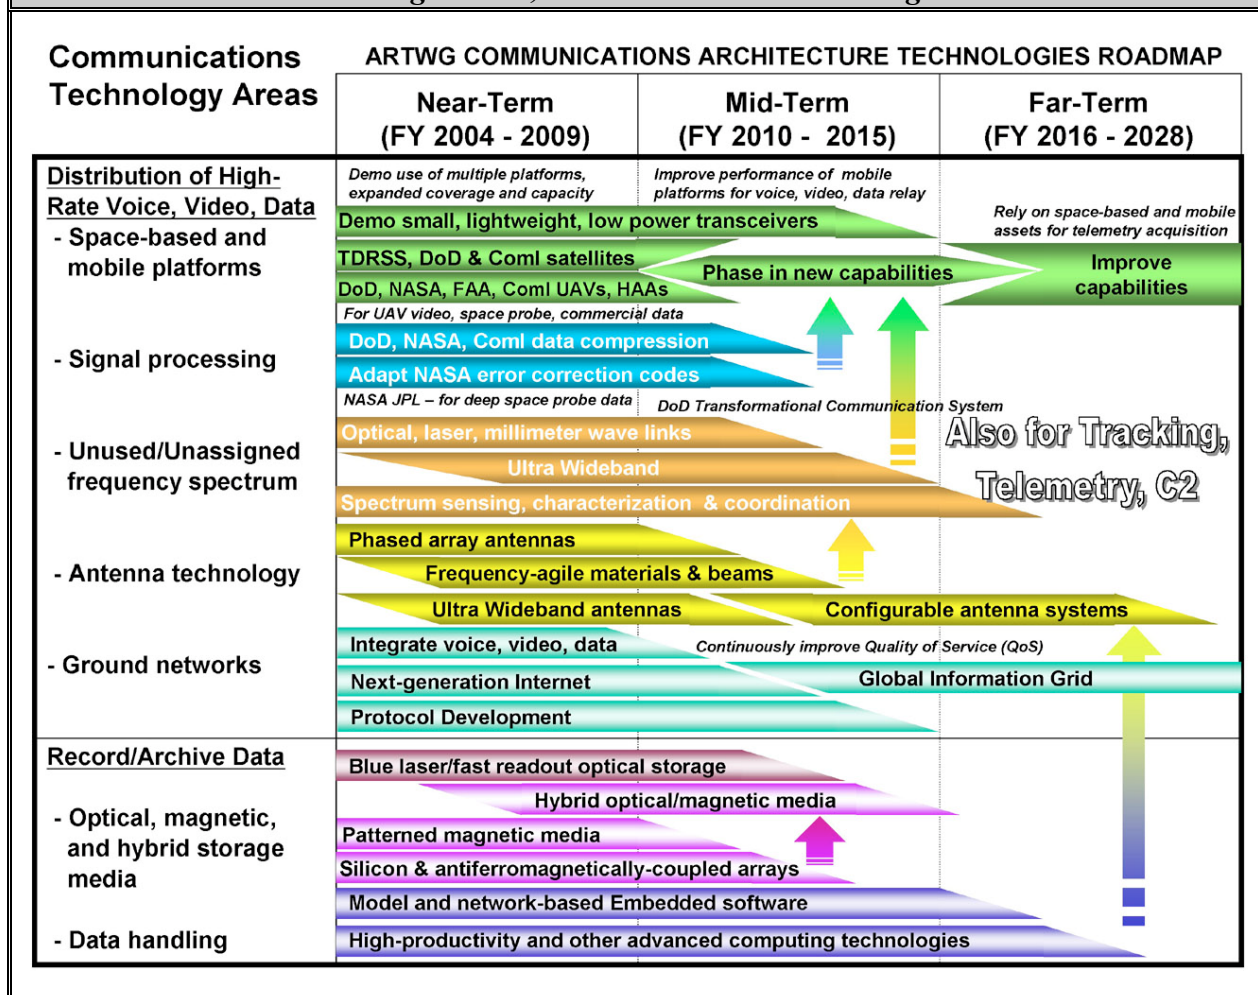 Communications
Technology Areas
ARTWG COMMUNICATIONS ARCHITECTURE TECHNOLOGIES ROADMAP
Near-Term
(FY 2004 - 2009)
Mid-Term
(FY 2010 - 2015)
Far-Term
(FY 2016 - 2028)
Distribution of High-
Rate Voice, Video, Data
- Space-based and
mobile platforms
Demo use of multiple platforms,
expanded coverage and capacity
Improve performance of mobile
platforms for voice, video, data relay
Rely on space-based and mobile
assets for telemetry acquisition
Demo small, lightweight, low power transceivers
TDRSS, DoD & Coml satellites
DoD, NASA, FAA, Coml UAVs, HAAs
Phase in new capabilities
Improve
capabilities
For UAV video, space probe, commercial data
- Signal processing
DoD, NASA, Coml data compression
Adapt NASA error correction codes
NASA JPL – for deep space probe data
DoD Transformational Communication System
- Unused/Unassigned
frequency spectrum
Optical, laser, millimeter wave links
Ultra Wideband
Spectrum sensing, characterization & coordination
Also for Tracking,
Telemetry, C2
- Antenna technology
Phased array antennas
Frequency-agile materials & beams
Ultra Wideband antennas
Configurable antenna systems
- Ground networks
Integrate voice, video, data
Continuously improve Quality of Service (QoS)
Next-generation Internet
Global Information Grid
Protocol Development
Record/Archive Data
- Optical, magnetic,
and hybrid storage
media
Blue laser/fast readout optical storage
Hybrid optical/magnetic media
Patterned magnetic media
Silicon & antiferromagnetically-coupled arrays
Model and network-based Embedded software
- Data handling
High-productivity and other advanced computing technologies